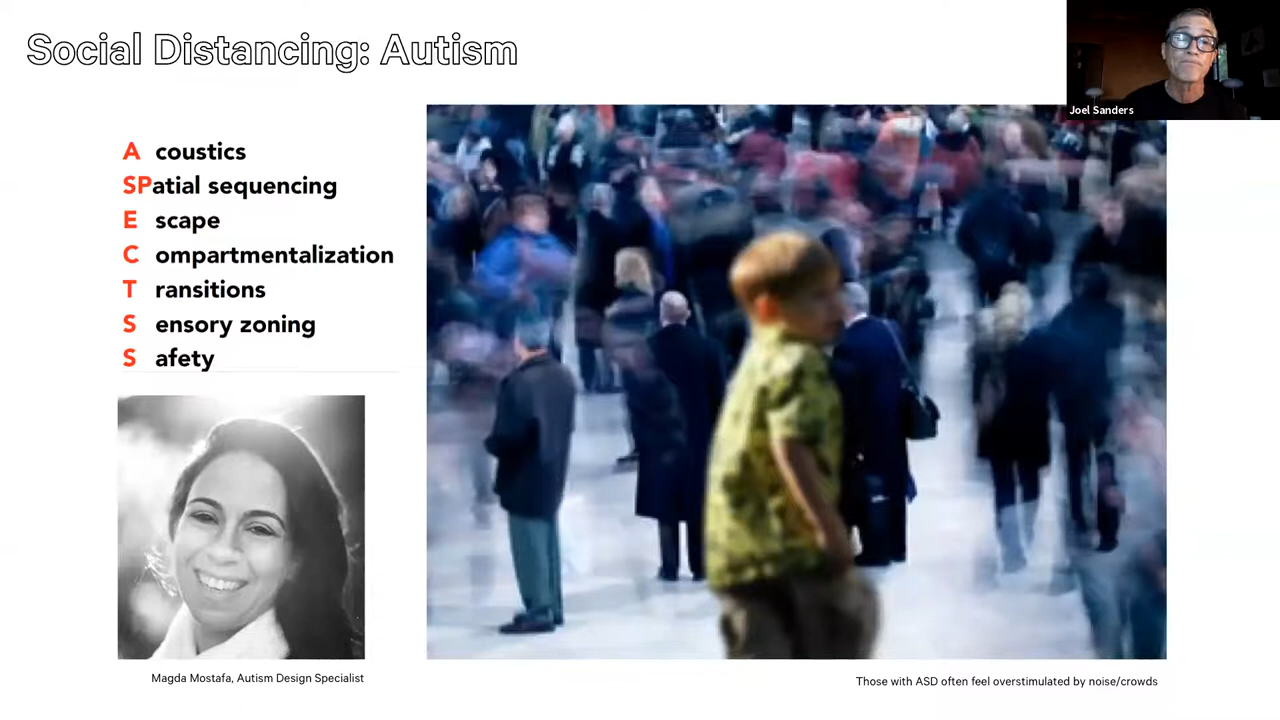 Social Distancing: Autism
Joel Sanders
A coustics
SPatial sequencing
E scape
C ompartmentalization
T ransitions
S ensory zoning
S afety
Magda Mostafa, Autism Design Specialist
Those with ASD often feel overstimulated by noise/crowds